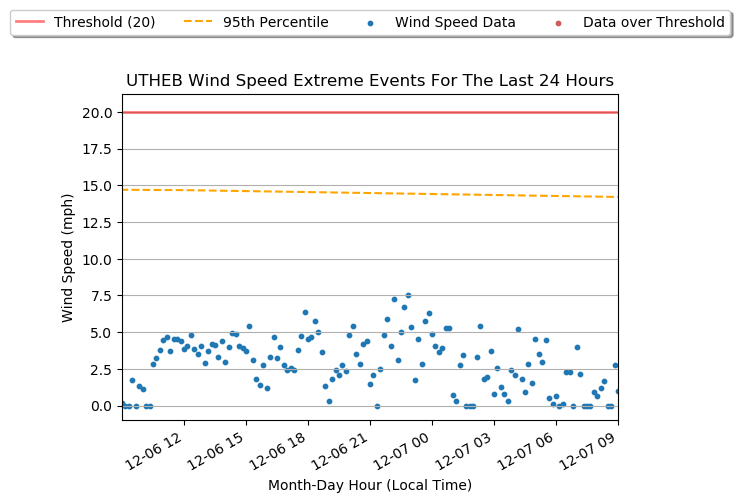 Threshold (20) 95th Percentile Wind Speed Data Data over Threshold
UTHEB Wind Speed Extreme Events For The Last 24 Hours
20.0
17.5
15.0
12.5
10.0
7.5
5.0
2.5
0.0
Wind Speed (mph)
12-06 12 12-06 15 12-06 18 12-06 21 12-07 00 12-07 03 12-07 06 12-07 09
Month-Day Hour (Local Time)